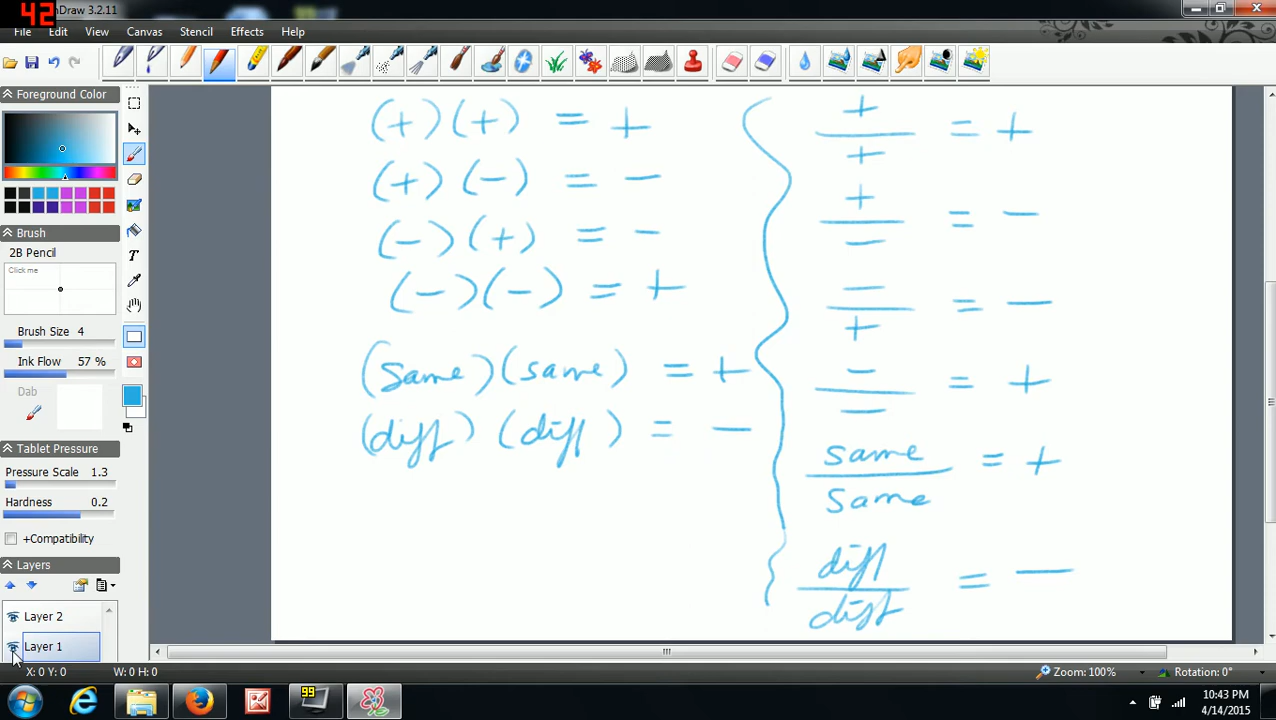 42
nDraw 3.2.11
File Edit View Canvas Stencil Effects Help
Foreground Color
Brush
2B Pencil
Click me
Brush Size 4
Ink Flow 57 %
Dab
Tablet Pressure
Pressure Scale 1.3
Hardness 0.2
+Compatibility
Layers
Layer 2
Layer 1
(+)(+) = +
(+)(-) = -
(-)(+) = -
(-)(-) = +
(same)(same) = +
(diff)(diff) = -
+
+ = +
+
- = -
-
+ = -
-
- = +
same
same = +
diff
diff = -
X: 0 Y: 0 W: 0 H: 0 Zoom: 100% Rotation: 0°
99
10:43 PM
4/14/2015